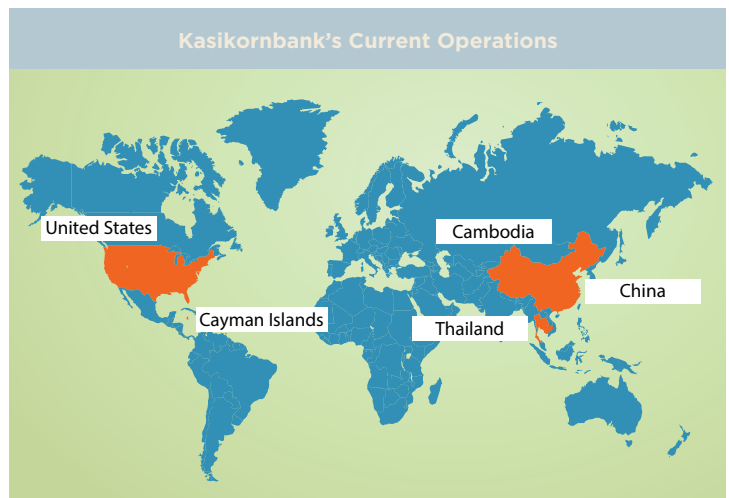 Kasikornbank's Current Operations
United States
Cambodia
China
Cayman Islands
Thailand